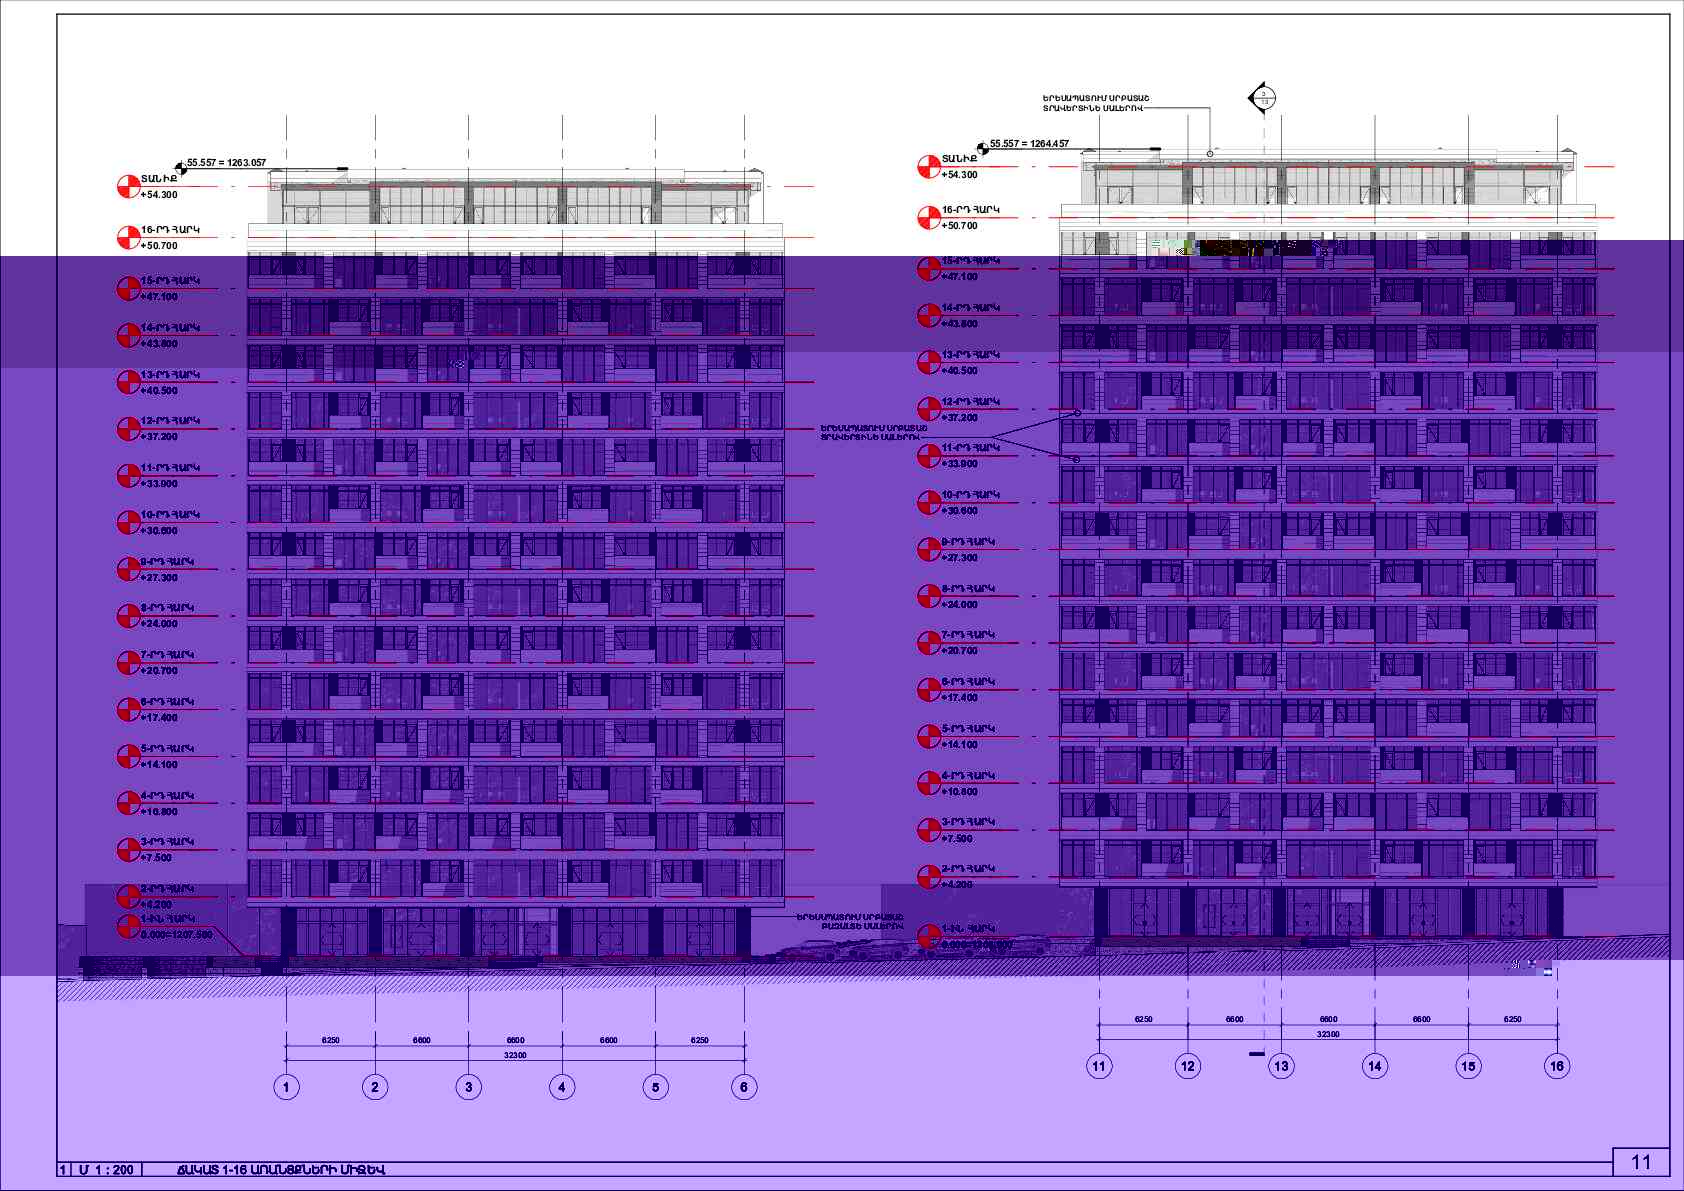 ԵՐԵՍԱՊԱՏՈՒՄ ՍՐԲԱՏԱՇ
ՏՐԱՎԵՐՏԻՆԵ ՍԱԼԵՐՈՎ
3
13
55.557 = 1263.057
ՏԱՆԻՔ
+54.300
16-ՐԴ ՀԱՐԿ
+50.700
15-ՐԴ ՀԱՐԿ
+47.100
14-ՐԴ ՀԱՐԿ
+43.800
13-ՐԴ ՀԱՐԿ
+40.500
12-ՐԴ ՀԱՐԿ
+37.200
11-ՐԴ ՀԱՐԿ
+33.900
10-ՐԴ ՀԱՐԿ
+30.600
9-ՐԴ ՀԱՐԿ
+27.300
8-ՐԴ ՀԱՐԿ
+24.000
7-ՐԴ ՀԱՐԿ
+20.700
6-ՐԴ ՀԱՐԿ
+17.400
5-ՐԴ ՀԱՐԿ
+14.100
4-ՐԴ ՀԱՐԿ
+10.800
3-ՐԴ ՀԱՐԿ
+7.500
2-ՐԴ ՀԱՐԿ
+4.200
1-ԻՆ ՀԱՐԿ
0.000=1207.500
6250 6600 6600 6600 6250
32300
1 2 3 4 5 6
55.557 = 1264.457
ՏԱՆԻՔ
+54.300
16-ՐԴ ՀԱՐԿ
+50.700
15-ՐԴ ՀԱՐԿ
+47.100
14-ՐԴ ՀԱՐԿ
+43.800
13-ՐԴ ՀԱՐԿ
+40.500
12-ՐԴ ՀԱՐԿ
+37.200
ԵՐԵՍԱՊԱՏՈՒՄ ՍՐԲԱՏԱՇ
ՏՐԱՎԵՐՏԻՆԵ ՍԱԼԵՐՈՎ
11-ՐԴ ՀԱՐԿ
+33.900
10-ՐԴ ՀԱՐԿ
+30.600
9-ՐԴ ՀԱՐԿ
+27.300
8-ՐԴ ՀԱՐԿ
+24.000
7-ՐԴ ՀԱՐԿ
+20.700
6-ՐԴ ՀԱՐԿ
+17.400
5-ՐԴ ՀԱՐԿ
+14.100
4-ՐԴ ՀԱՐԿ
+10.800
3-ՐԴ ՀԱՐԿ
+7.500
2-ՐԴ ՀԱՐԿ
+4.200
ԵՐԵՍԱՊԱՏՈՒՄ ՍՐԲԱՏԱՇ
ԲԱԶԱԼՏԵ ՍԱԼԵՐՈՎ
1-ԻՆ ՀԱՐԿ
6250 6600 6600 6600 6250
32300
11 12 13 14 15 16
1 Մ 1 : 200 ՃԱԿԱՏ 1-16 ԱՌԱՆՑՔՆԵՐԻ ՄԻՋԵՎ
11